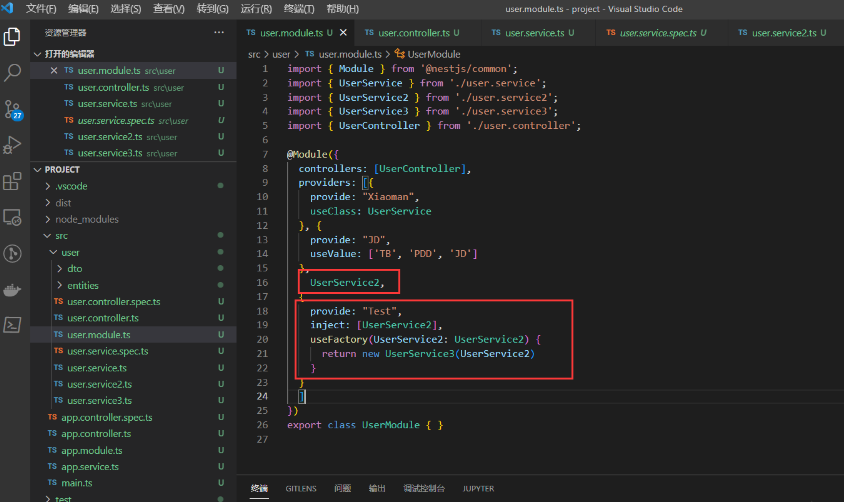 文件(F) 编辑(E) 选择(S) 查看(V) 转到(G) 运行(R) 终端(T) 帮助(H) user.module.ts - project - Visual Studio Code
资源管理器 ···
user.module.ts U ✕ user.controller.ts U user.service.ts U user.service.spec.ts U user.service2.ts U
打开的编辑器
✕ TS user.module.ts src\user U
TS user.controller.ts src\user U
TS user.service.ts src\user U
TS user.service.spec.ts src\user U
TS user.service2.ts src\user U
TS user.service3.ts src\user U
27
PROJECT
.vscode
dist
node_modules
src
user
dto
entities
TS user.controller.spec.ts U
TS user.controller.ts U
TS user.module.ts U
TS user.service.spec.ts U
TS user.service.ts U
TS user.service2.ts U
TS user.service3.ts U
TS app.controller.spec.ts U
TS app.controller.ts U
TS app.module.ts U
TS app.service.ts U
TS main.ts U
test
src > user > TS user.module.ts > UserModule
1 import { Module } from '@nestjs/common';
2 import { UserService } from './user.service';
3 import { UserService2 } from './user.service2';
4 import { UserService3 } from './user.service3';
5 import { UserController } from './user.controller';
6
7 @Module({
8 controllers: [UserController],
9 providers: [{
10 provide: "Xiaoman",
11 useClass: UserService
12 }, {
13 provide: "JD",
14 useValue: ['TB', 'PDD', 'JD']
15 },
16 UserService2,
17 {
18 provide: "Test",
19 inject: [UserService2],
20 useFactory(UserService2: UserService2) {
21 return new UserService3(UserService2)
22 }
23 }
24 ]
25 })
26 export class UserModule { }
27
终端 GITLENS 问题 输出 调试控制台 JUPYTER